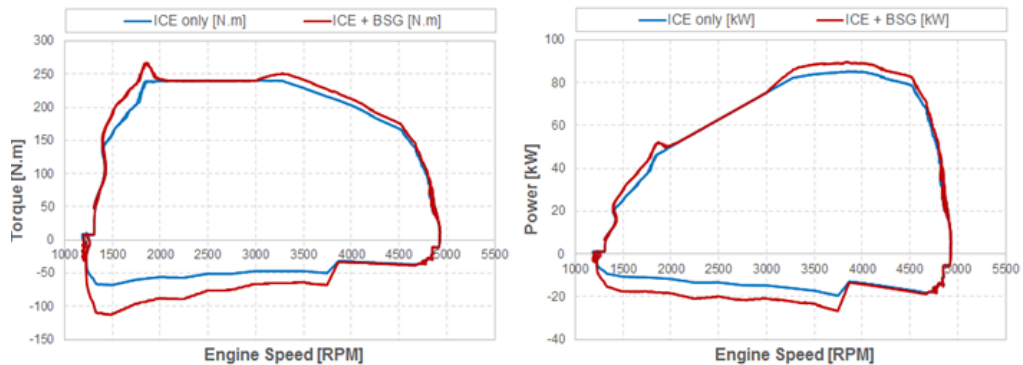 ICE only [N.m] ICE + BSG [N.m]
300
250
200
150
100
50
0
-50
-100
-150
1000 1500 2000 2500 3000 3500 4000 4500 5000 5500
Torque [N.m]
Engine Speed [RPM]
ICE only [kW] ICE + BSG [kW]
100
80
60
40
20
0
-20
-40
1000 1500 2000 2500 3000 3500 4000 4500 5000 5500
Power [kW]
Engine Speed [RPM]